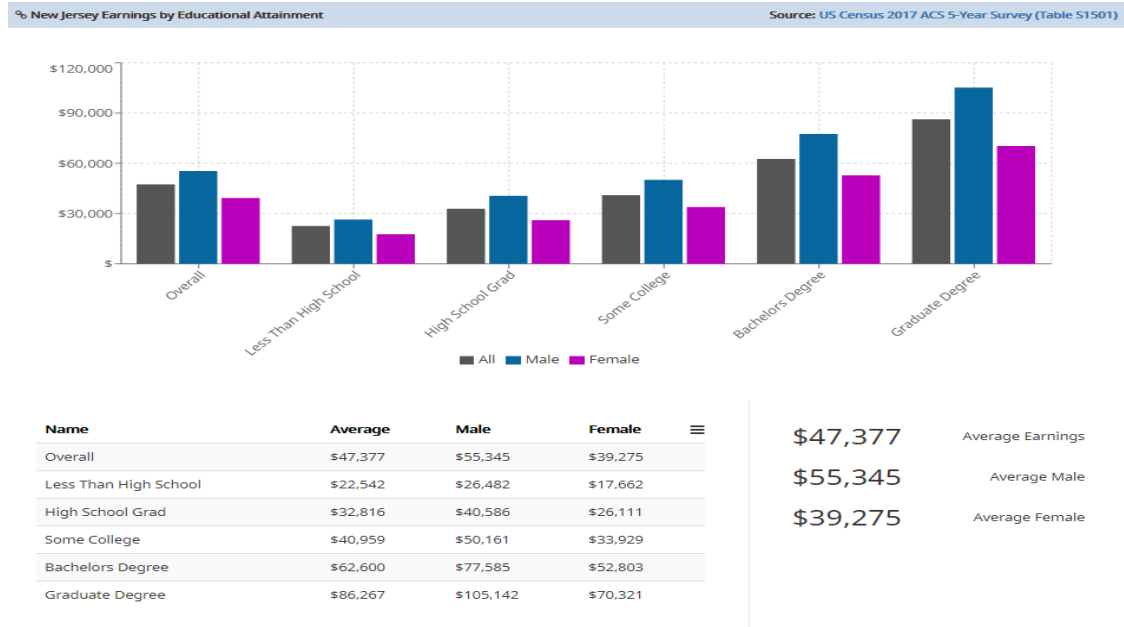 New Jersey Earnings by Educational Attainment Source: US Census 2017 ACS 5-Year Survey (Table S1501)
$120,000
$90,000
$60,000
$30,000
$
Overall
Less Than High School
High School Grad
Some College
Bachelors Degree
Graduate Degree
All Male Female
Name Average Male Female
Overall $47,377 $55,345 $39,275
Less Than High School $22,542 $26,482 $17,662
High School Grad $32,816 $40,586 $26,111
Some College $40,959 $50,161 $33,929
Bachelors Degree $62,600 $77,585 $52,803
Graduate Degree $86,267 $105,142 $70,321
$47,377 Average Earnings
$55,345 Average Male
$39,275 Average Female